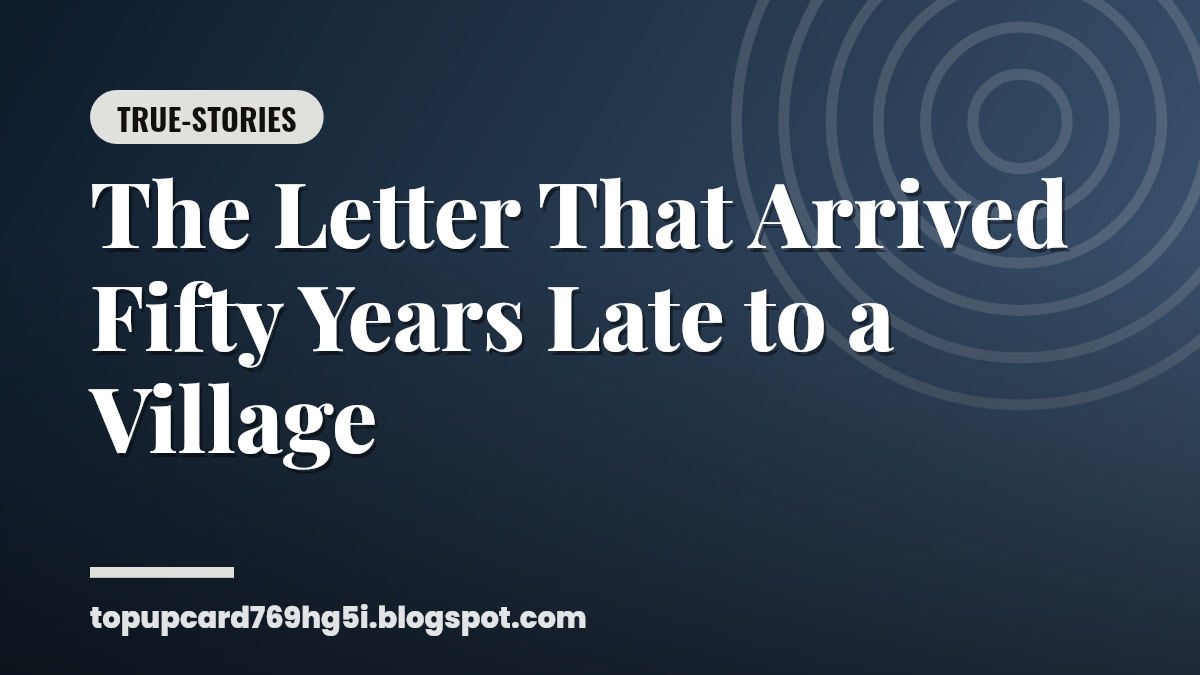 TRUE-STORIES
The Letter That Arrived
Fifty Years Late to a
Village
topupcard769hg5i.blogspot.com